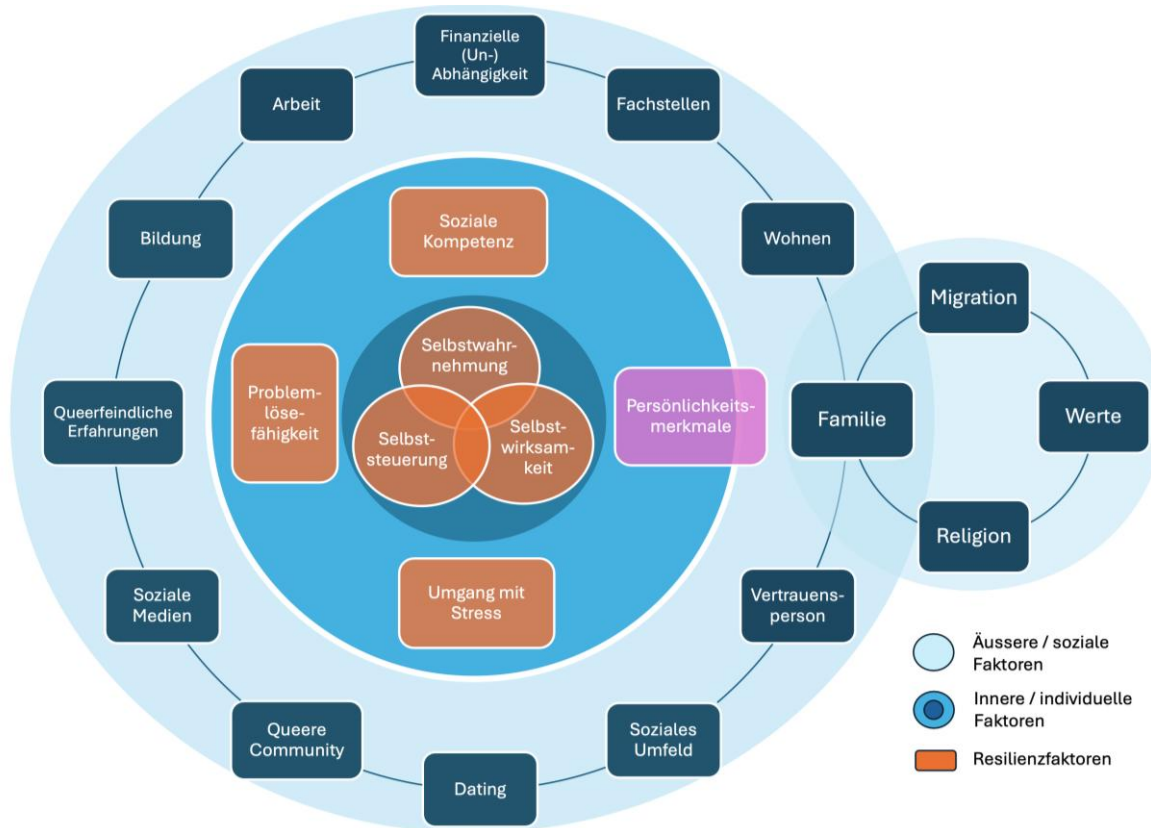 Finanzielle
(Un-)
Abhängigkeit
Arbeit
Fachstellen
Bildung
Soziale
Kompetenz
Wohnen
Migration
Selbstwahr-
nehmung
Queerfeindliche
Erfahrungen
Problem-
löse-
fähigkeit
Selbst-
steuerung
Selbst-
wirksam-
keit
Persönlichkeits-
merkmale
Familie
Werte
Religion
Soziale
Medien
Umgang mit
Stress
Vertrauens-
person
Queere
Community
Dating
Soziales
Umfeld
Äussere / soziale
Faktoren
Innere / individuelle
Faktoren
Resilienzfaktoren